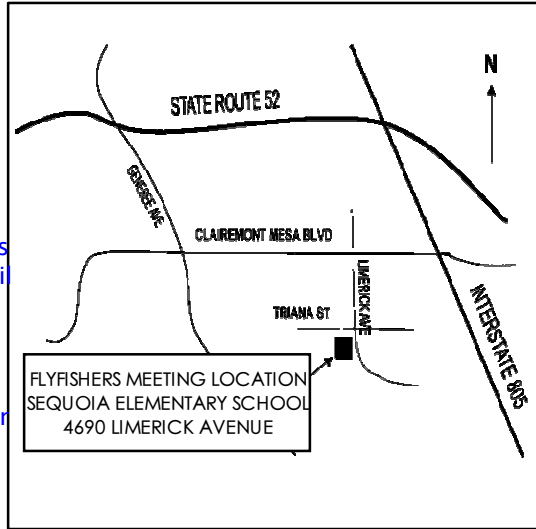 N
STATE ROUTE 52
GENESEE AVE
CLAIREMONT MESA BLVD
LIMERICK AVE
TRIANA ST
INTERSTATE 805
FLYFISHERS MEETING LOCATION
SEQUOIA ELEMENTARY SCHOOL
4690 LIMERICK AVENUE